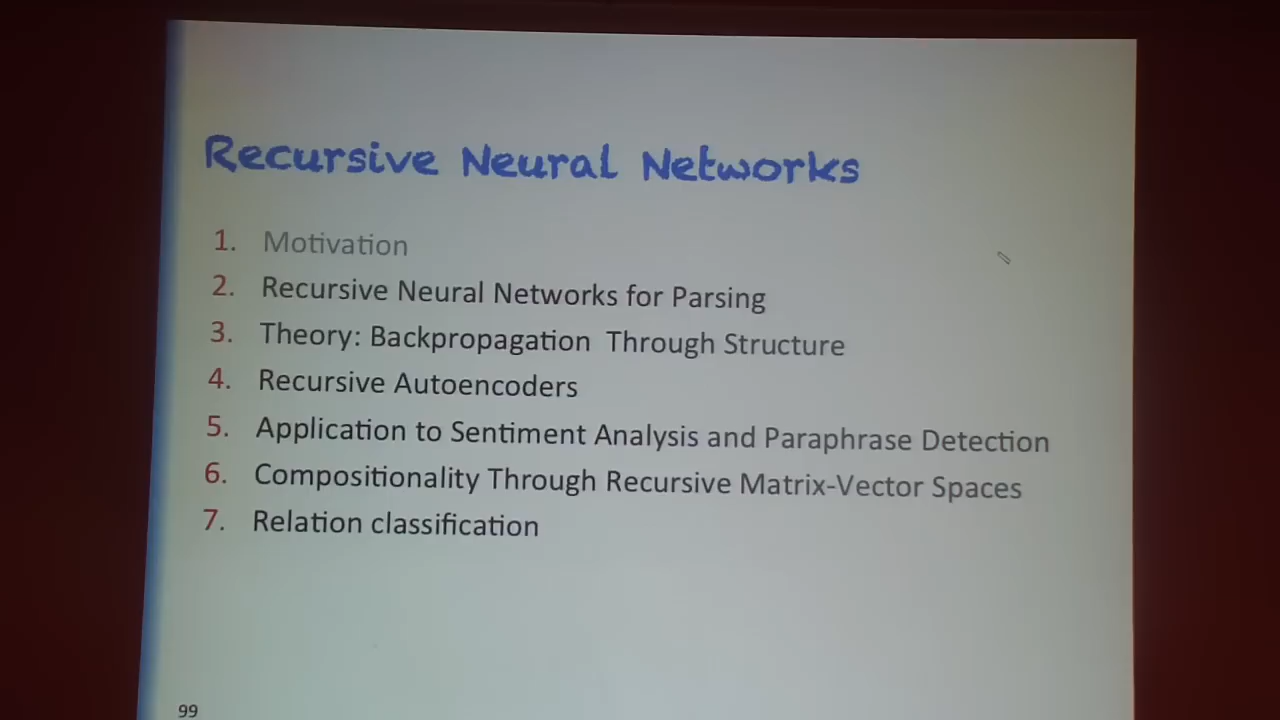 Recursive Neural Networks
1. Motivation
2. Recursive Neural Networks for Parsing
3. Theory: Backpropagation Through Structure
4. Recursive Autoencoders
5. Application to Sentiment Analysis and Paraphrase Detection
6. Compositionality Through Recursive Matrix-Vector Spaces
7. Relation classification
99